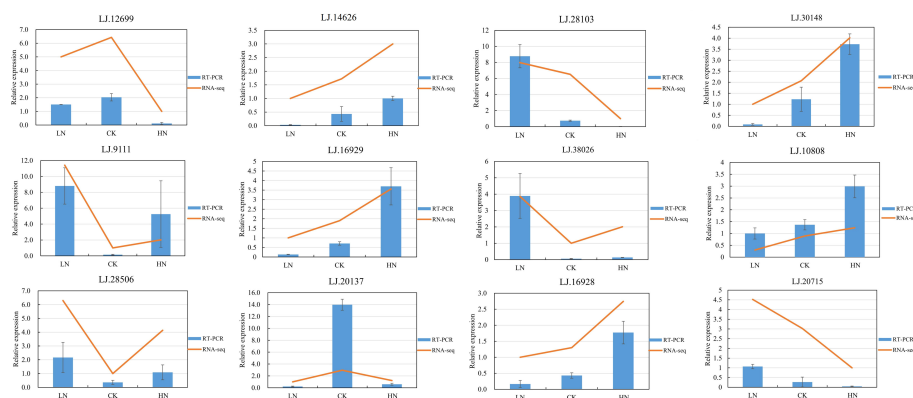 LJ.12699
Relative expression
7.0
6.0
5.0
4.0
3.0
2.0
1.0
0.0
LN CK HN
RT-PCR
RNA-seq
LJ.14626
Relative expression
3.5
3.0
2.5
2.0
1.5
1.0
0.5
0.0
LN CK HN
RT-PCR
RNA-seq
LJ.28103
Relative expression
12
10
8
6
4
2
0
LN CK HN
RT-PCR
RNA-seq
LJ.30148
Relative expression
4.5
4.0
3.5
3.0
2.5
2.0
1.5
1.0
0.5
0.0
LN CK HN
RT-PCR
RNA-seq
LJ.9111
Relative expression
12.0
10.0
8.0
6.0
4.0
2.0
0.0
LN CK HN
RT-PCR
RNA-seq
LJ.16929
Relative expression
5
4.5
4
3.5
3
2.5
2
1.5
1
0.5
0
LN CK HN
RT-PCR
RNA-seq
LJ.38026
Relative expression
6
5
4
3
2
1
0
LN CK HN
RT-PCR
RNA-seq
LJ.10808
Relative expression
4
3.5
3
2.5
2
1.5
1
0.5
0
LN CK HN
RT-PCR
RNA-s
LJ.28506
Relative expression
7.0
6.0
5.0
4.0
3.0
2.0
1.0
0.0
LN CK HN
RT-PCR
RNA-seq
LJ.20137
Relative expression
16.0
14.0
12.0
10.0
8.0
6.0
4.0
2.0
0.0
LN CK HN
RT-PCR
RNA-seq
LJ.16928
Relative expression
3.0
2.5
2.0
1.5
1.0
0.5
0.0
LN CK HN
RT-PCR
RNA-seq
LJ.20715
Relative expression
5
4.5
4
3.5
3
2.5
2
1.5
1
0.5
0
LN CK HN
RT-PCR
RNA-seq